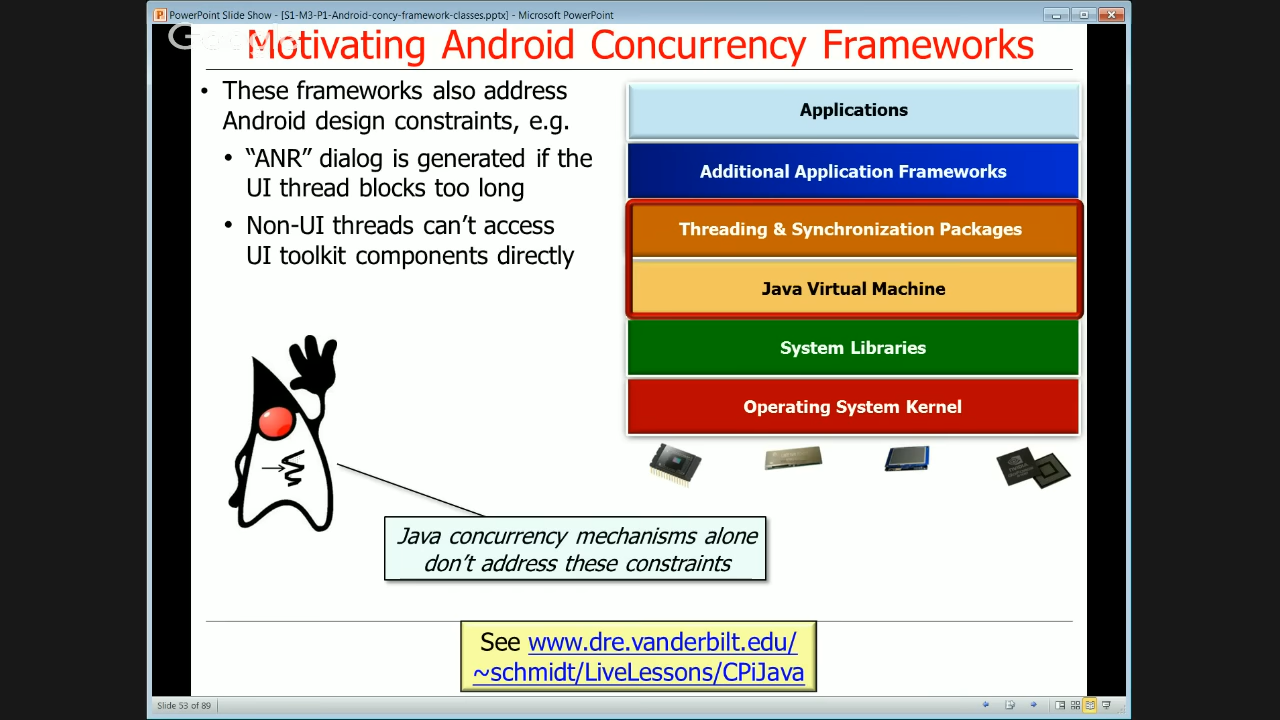 PowerPoint Slide Show - [S1-M3-P1-Android-concy-framework-classes.pptx] - Microsoft PowerPoint
Google
Motivating Android Concurrency Frameworks
• These frameworks also address
Android design constraints, e.g.
• “ANR” dialog is generated if the
UI thread blocks too long
• Non-UI threads can’t access
UI toolkit components directly
Applications
Additional Application Frameworks
Threading & Synchronization Packages
Java Virtual Machine
System Libraries
Operating System Kernel
Java concurrency mechanisms alone
don’t address these constraints
See www.dre.vanderbilt.edu/
~schmidt/LiveLessons/CPiJava
Slide 53 of 89